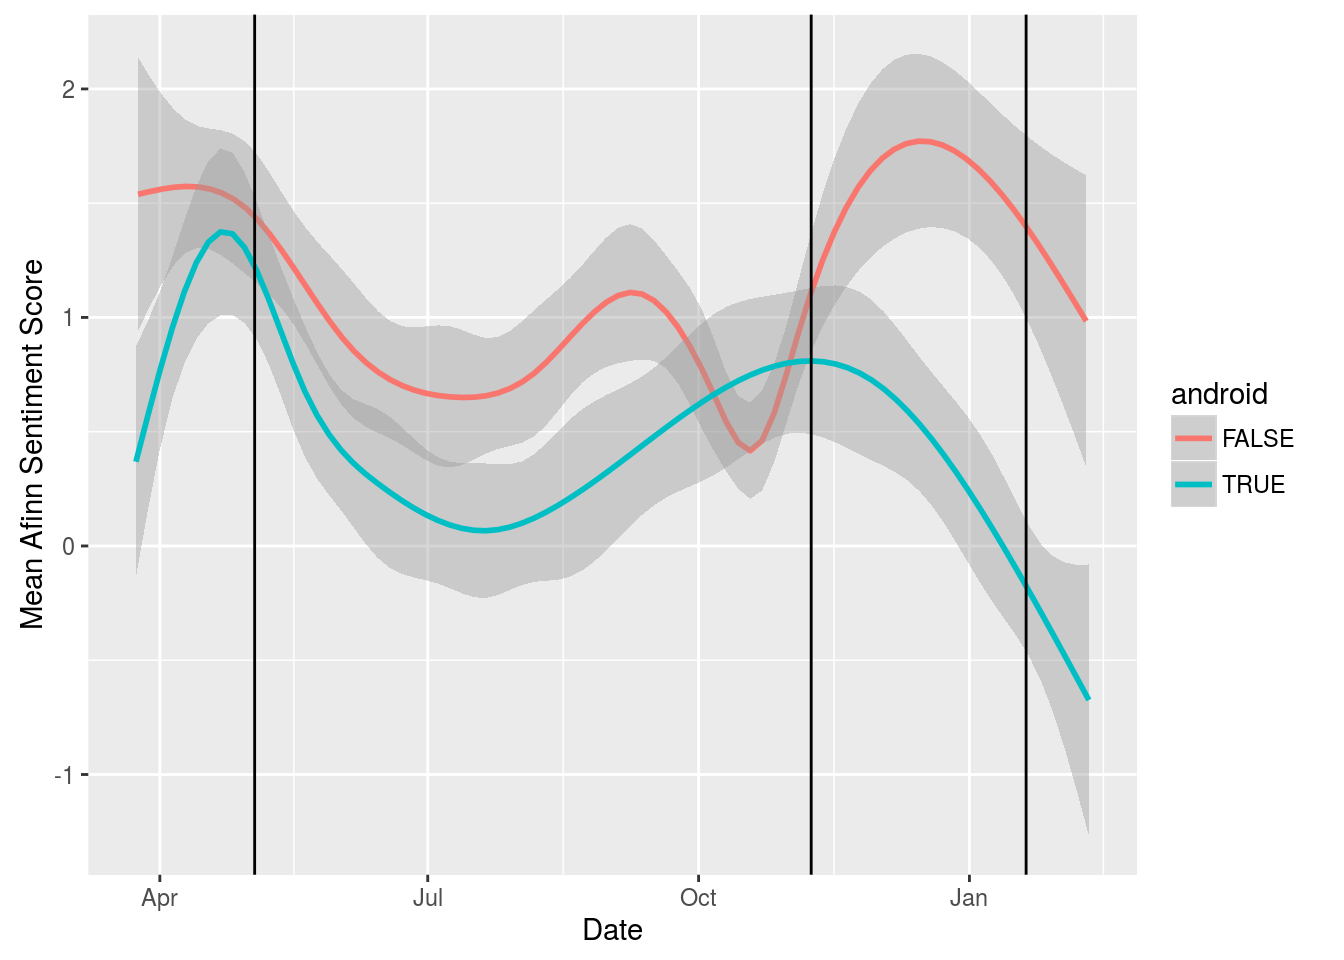 Mean Afinn Sentiment Score
2
1
0
-1
Apr
Jul
Oct
Jan
Date
android
FALSE
TRUE